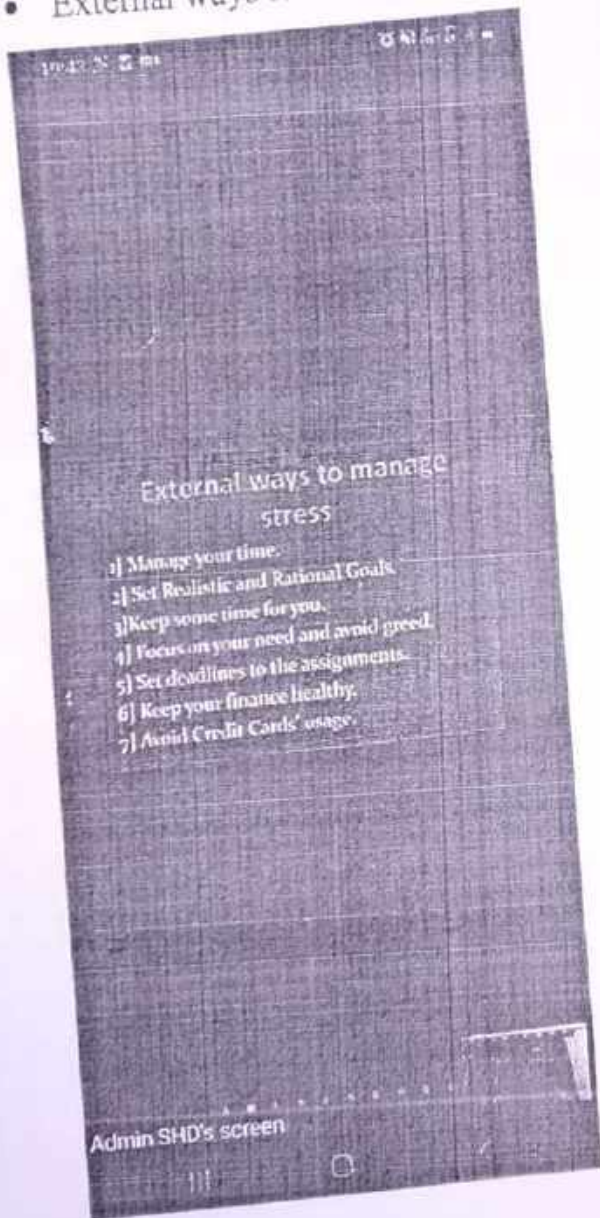 • External ways
External ways to manage
stress
1] Manage your time.
2] Set Realistic and Rational Goals.
3]Keep some time for you.
4] Focus on your need and avoid greed.
5] Set deadlines to the assignments.
6] Keep your finance healthy.
7] Avoid Credit Cards' usage.
Admin SHD's screen